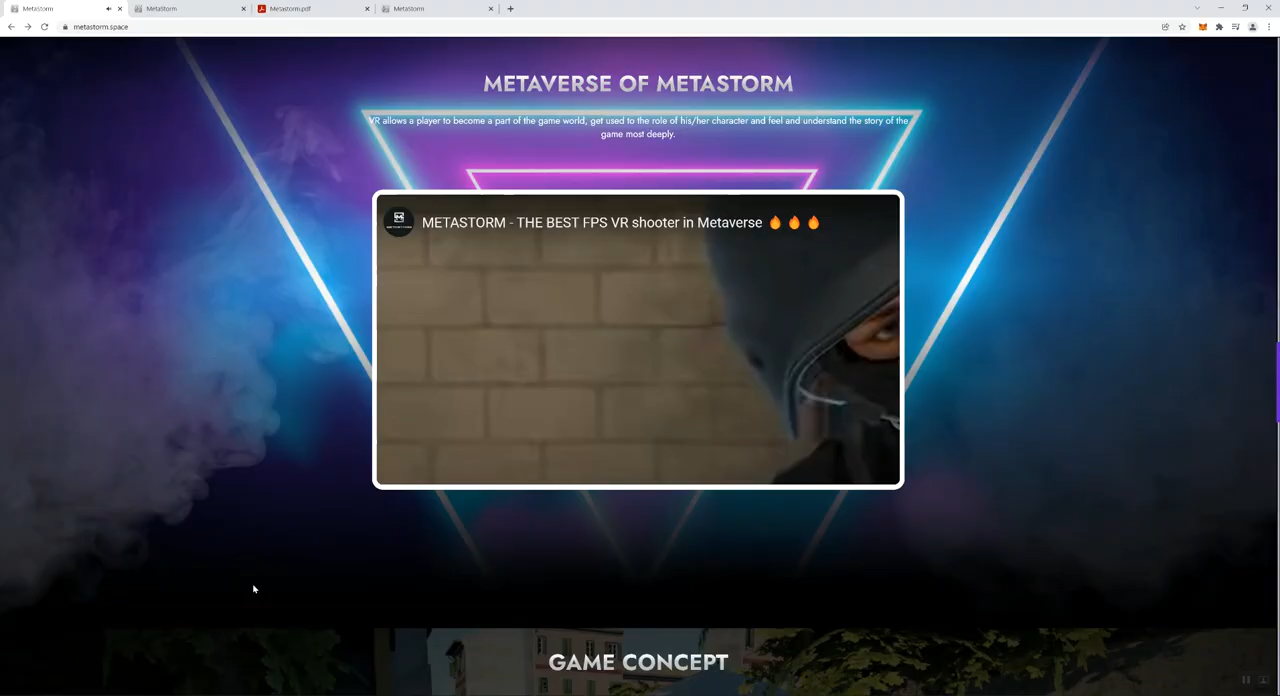 MetaStorm
MetaStorm
Metastorm.pdf
MetaStorm
metastorm.space
METAVERSE OF METASTORM
VR allows a player to become a part of the game world, get used to the role of his/her character and feel and understand the story of the
game most deeply.
METASTORM - THE BEST FPS VR shooter in Metaverse 🔥 🔥 🔥
GAME CONCEPT